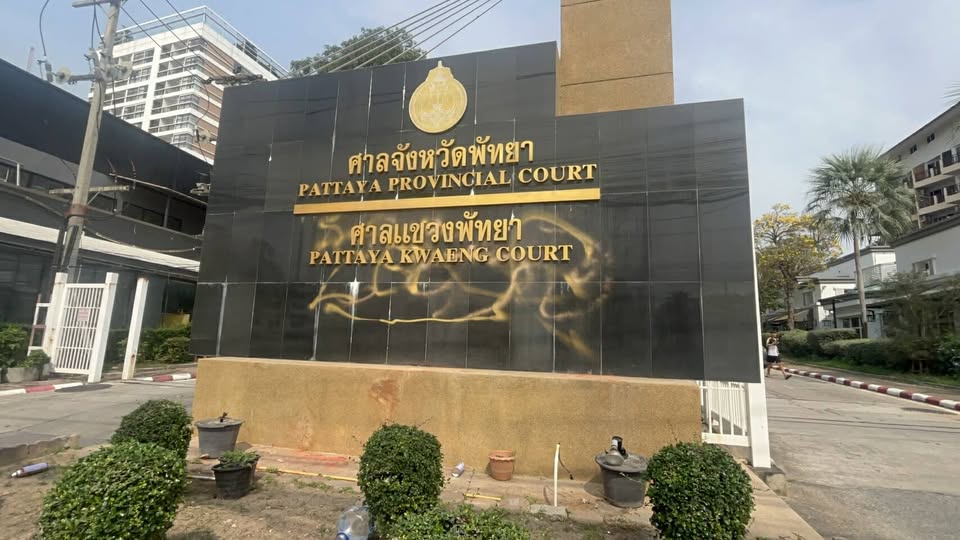 ศาลจังหวัดพัทยา
PATTAYA PROVINCIAL COURT
ศาลแขวงพัทยา
PATTAYA KWAENG COURT